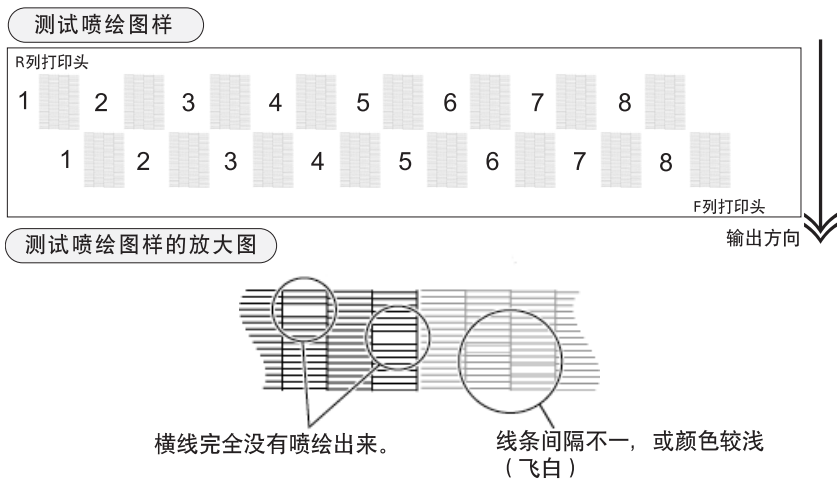 测试喷绘图样
R列打印头
1 2 3 4 5 6 7 8
1 2 3 4 5 6 7 8
F列打印头
输出方向
测试喷绘图样的放大图
横线完全没有喷绘出来。
线条间隔不一，或颜色较浅
（飞白）